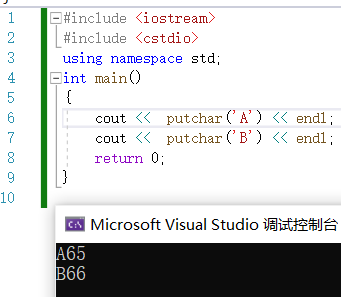 1 #include <iostream>
2 #include <cstdio>
3 using namespace std;
4 int main()
5 {
6 cout << putchar('A') << endl;
7 cout << putchar('B') << endl;
8 return 0;
9 }
10
Microsoft Visual Studio 调试控制台
A65
B66